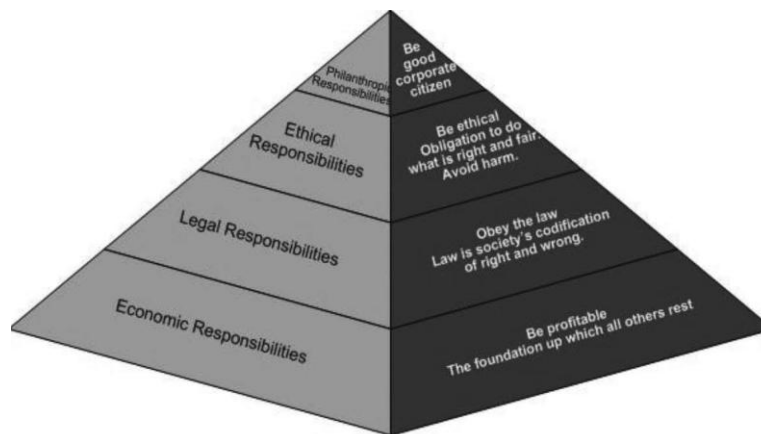 Philanthropic
Responsibilities
Be
good
corporate
citizen
Ethical
Responsibilities
Be ethical
Obligation to do
what is right and fair.
Avoid harm.
Legal Responsibilities
Obey the law
Law is society's codification
of right and wrong.
Economic Responsibilities
Be profitable
The foundation up which all others rest